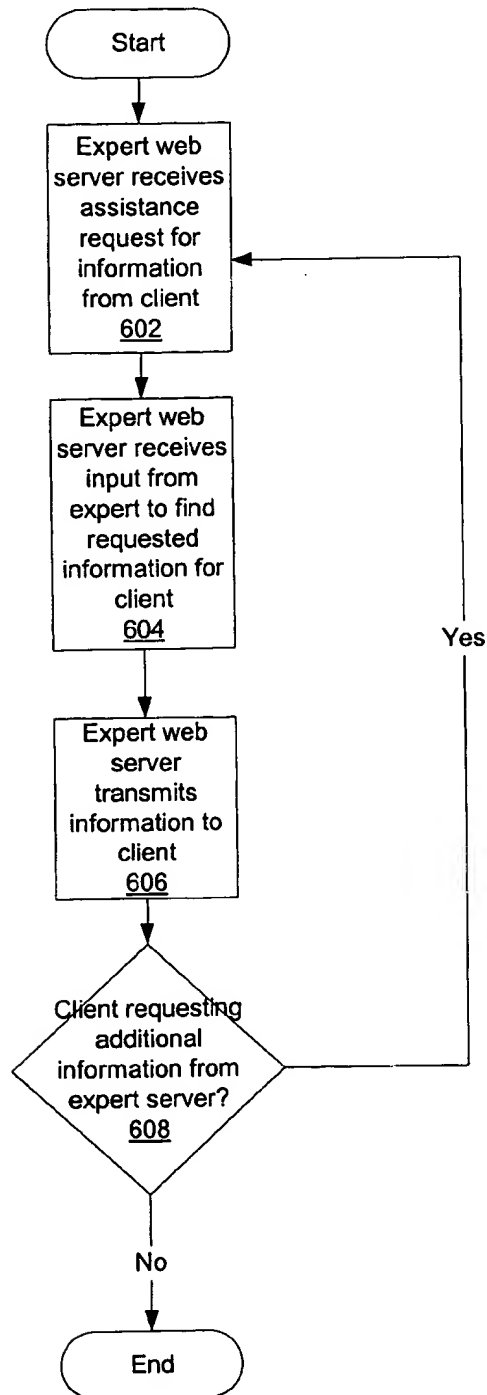 Start
Expert web
server receives
assistance
request for
information
from client
602
Expert web
server receives
input from
expert to find
requested
information for
client
604
Yes
Expert web
server
transmits
information to
client
606
Client requesting
additional
information from
expert server?
608
No
End